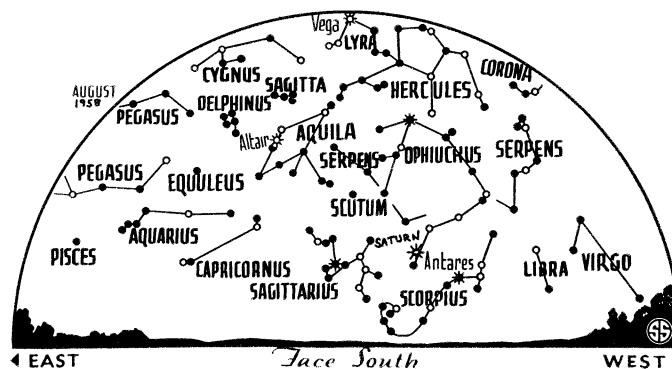 Vega
LYRA
CYGNUS
CORONA
SAGITTA
HERCULES
AUGUST
1958
DELPHINUS
PEGASUS
Altair
AQUILA
SERPENS
OPHIUCHUS
SERPENS
PEGASUS
EQUULEUS
SCUTUM
AQUARIUS
SATURN
PISCES
Antares
CAPRICORNUS
LIBRA
VIRGO
SAGITTARIUS
SCORPIUS
SS
EAST
Face South
WEST